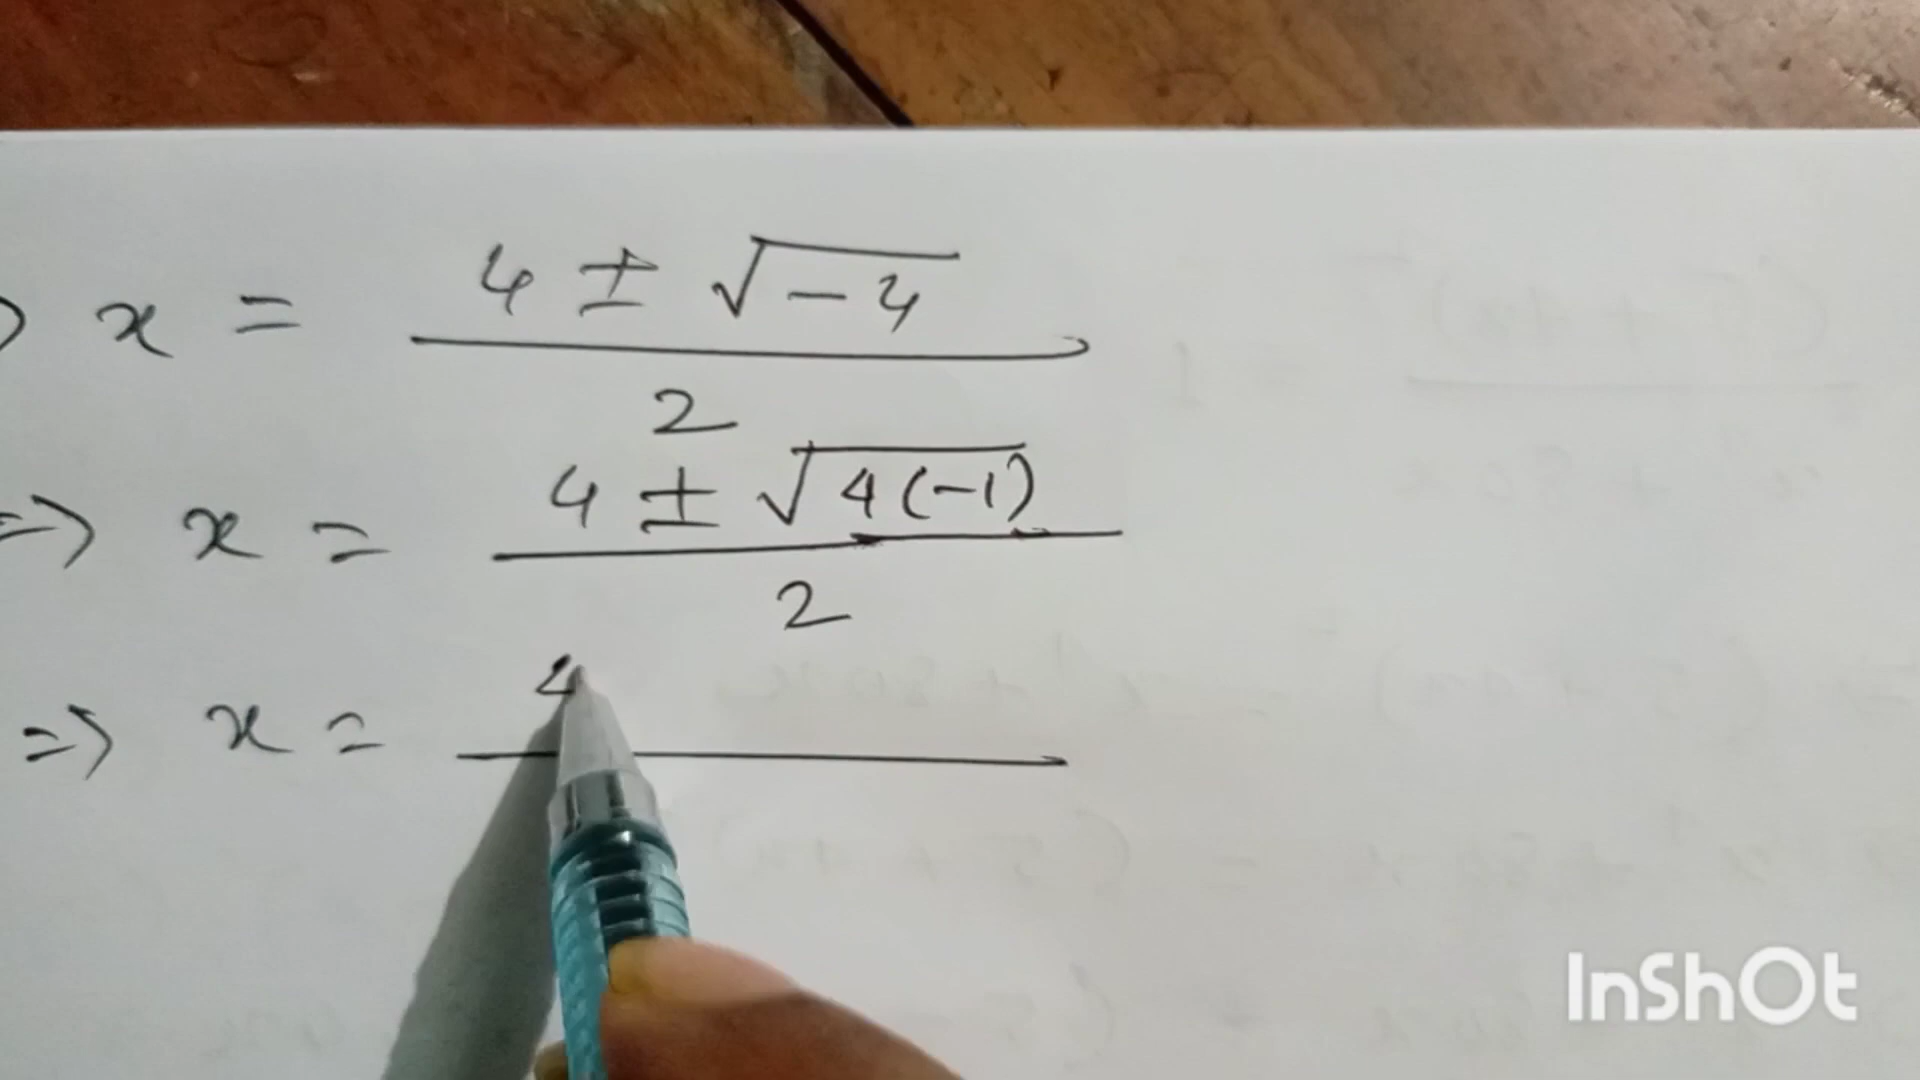 x = 4 ± √-4 / 2
=> x = 4 ± √4(-1) / 2
=> x = 4
InShOt